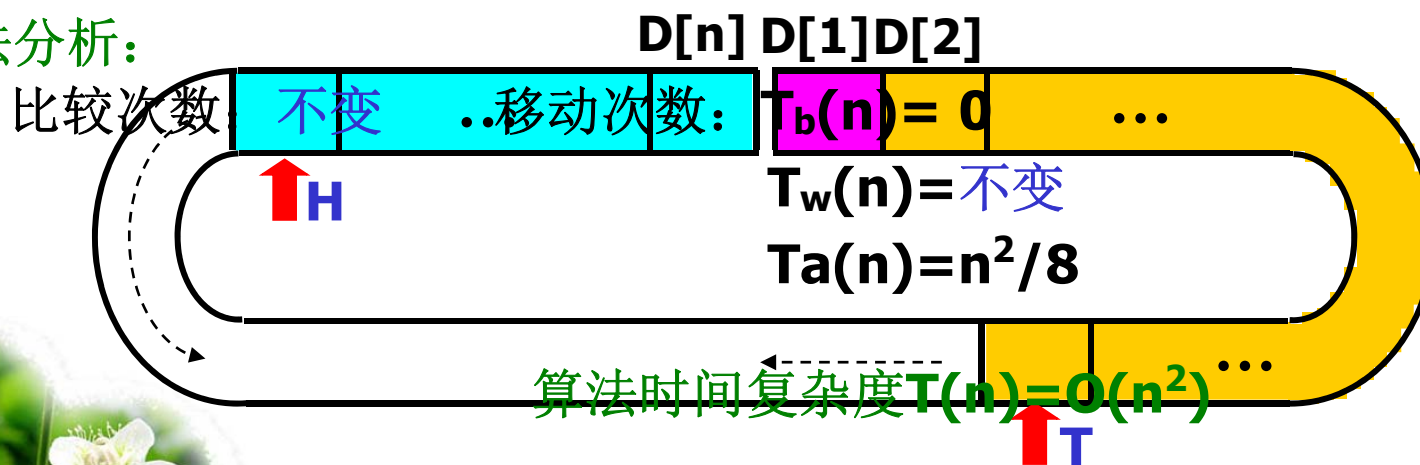 D[n] D[1] D[2]
法分析：
比较次数： 不变 … 移动次数： Tb(n)= 0 …
H
Tw(n)=不变
Ta(n)=n²/8
…
算法时间复杂度T(n)=O(n²)
T